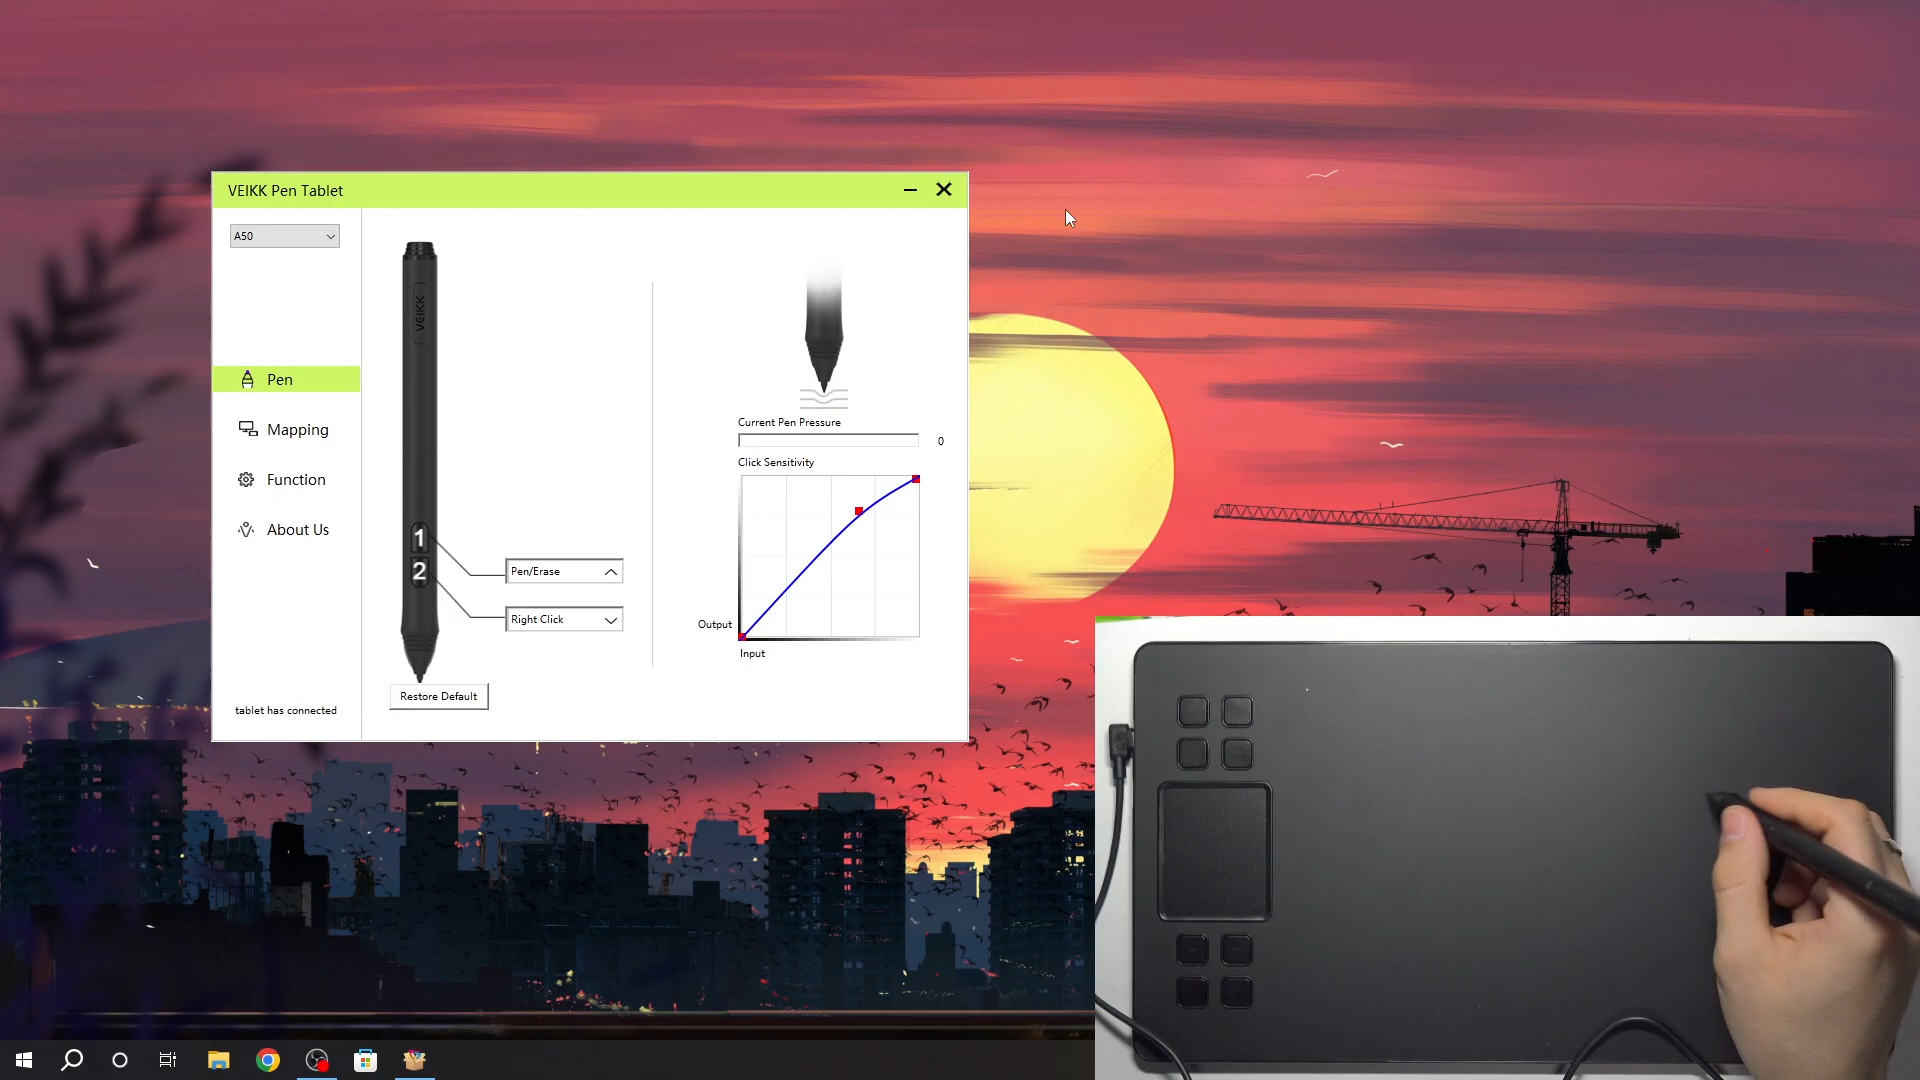 VEIKK Pen Tablet
A50
VEIKK
Pen
Mapping
Function
About Us
1
2
Pen/Erase
Right Click
Current Pen Pressure
0
Click Sensitivity
Output
Input
Restore Default
tablet has connected